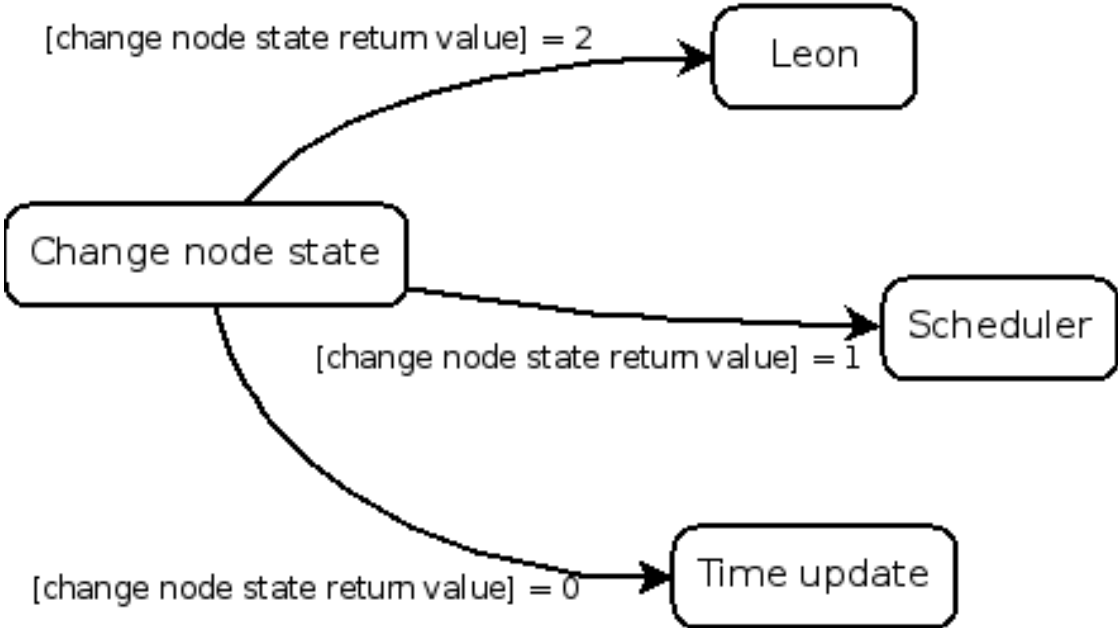 [change node state return value] = 2
Leon
Change node state
Scheduler
[change node state return value] = 1
Time update
[change node state return value] = 0